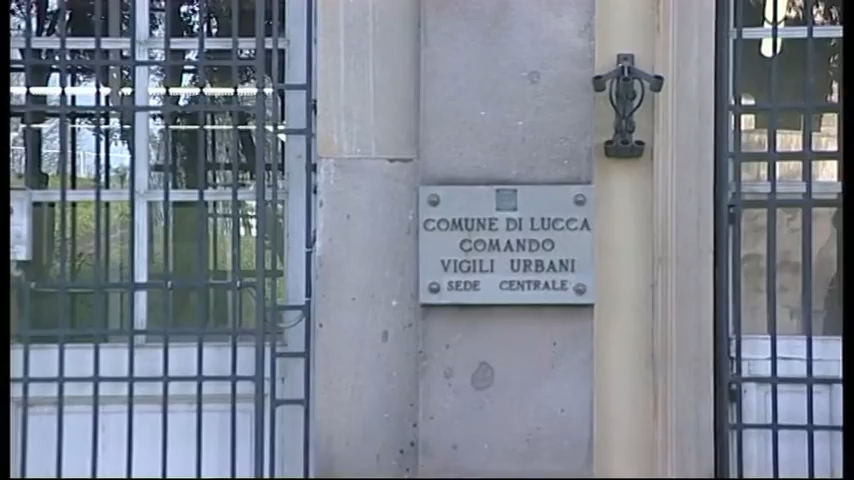 COMUNE DI LUCCA
COMANDO
VIGILI URBANI
SEDE CENTRALE